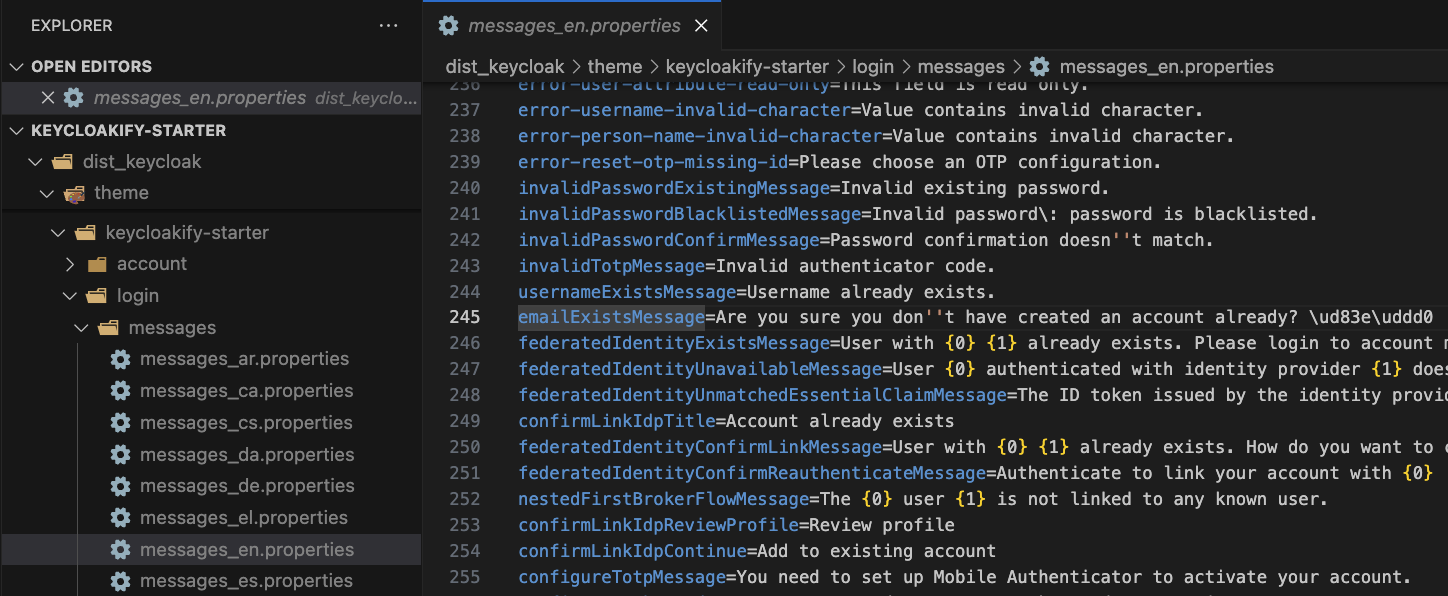 EXPLORER
OPEN EDITORS
messages_en.properties dist_keyclo...
KEYCLOAKIFY-STARTER
dist_keycloak
theme
keycloakify-starter
account
login
messages
messages_ar.properties
messages_ca.properties
messages_cs.properties
messages_da.properties
messages_de.properties
messages_el.properties
messages_en.properties
messages_es.properties
messages_en.properties
dist_keycloak > theme > keycloakify-starter > login > messages > messages_en.properties
236 error-user-attribute-read-only=This field is read only.
237 error-username-invalid-character=Value contains invalid character.
238 error-person-name-invalid-character=Value contains invalid character.
239 error-reset-otp-missing-id=Please choose an OTP configuration.
240 invalidPasswordExistingMessage=Invalid existing password.
241 invalidPasswordBlacklistedMessage=Invalid password\: password is blacklisted.
242 invalidPasswordConfirmMessage=Password confirmation doesn''t match.
243 invalidTotpMessage=Invalid authenticator code.
244 usernameExistsMessage=Username already exists.
245 emailExistsMessage=Are you sure you don''t have created an account already? \ud83e\uddd0
246 federatedIdentityExistsMessage=User with {0} {1} already exists. Please login to account
247 federatedIdentityUnavailableMessage=User {0} authenticated with identity provider {1} does
248 federatedIdentityUnmatchedEssentialClaimMessage=The ID token issued by the identity provi
249 confirmLinkIdpTitle=Account already exists
250 federatedIdentityConfirmLinkMessage=User with {0} {1} already exists. How do you want to
251 federatedIdentityConfirmReauthenticateMessage=Authenticate to link your account with {0}
252 nestedFirstBrokerFlowMessage=The {0} user {1} is not linked to any known user.
253 confirmLinkIdpReviewProfile=Review profile
254 confirmLinkIdpContinue=Add to existing account
255 configureTotpMessage=You need to set up Mobile Authenticator to activate your account.